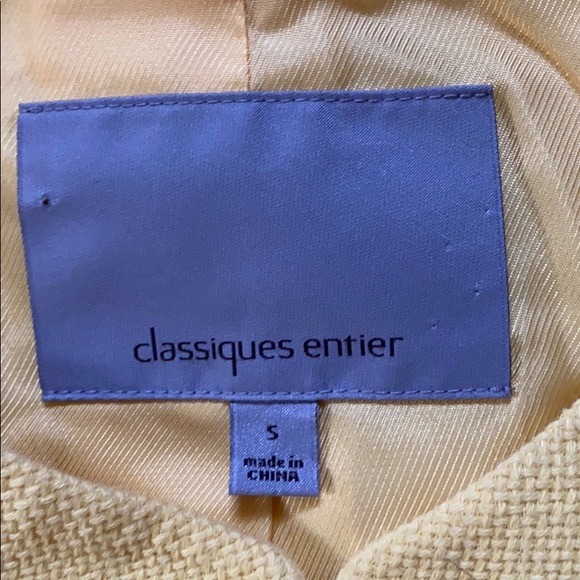 classiques entier
S
made in
CHINA